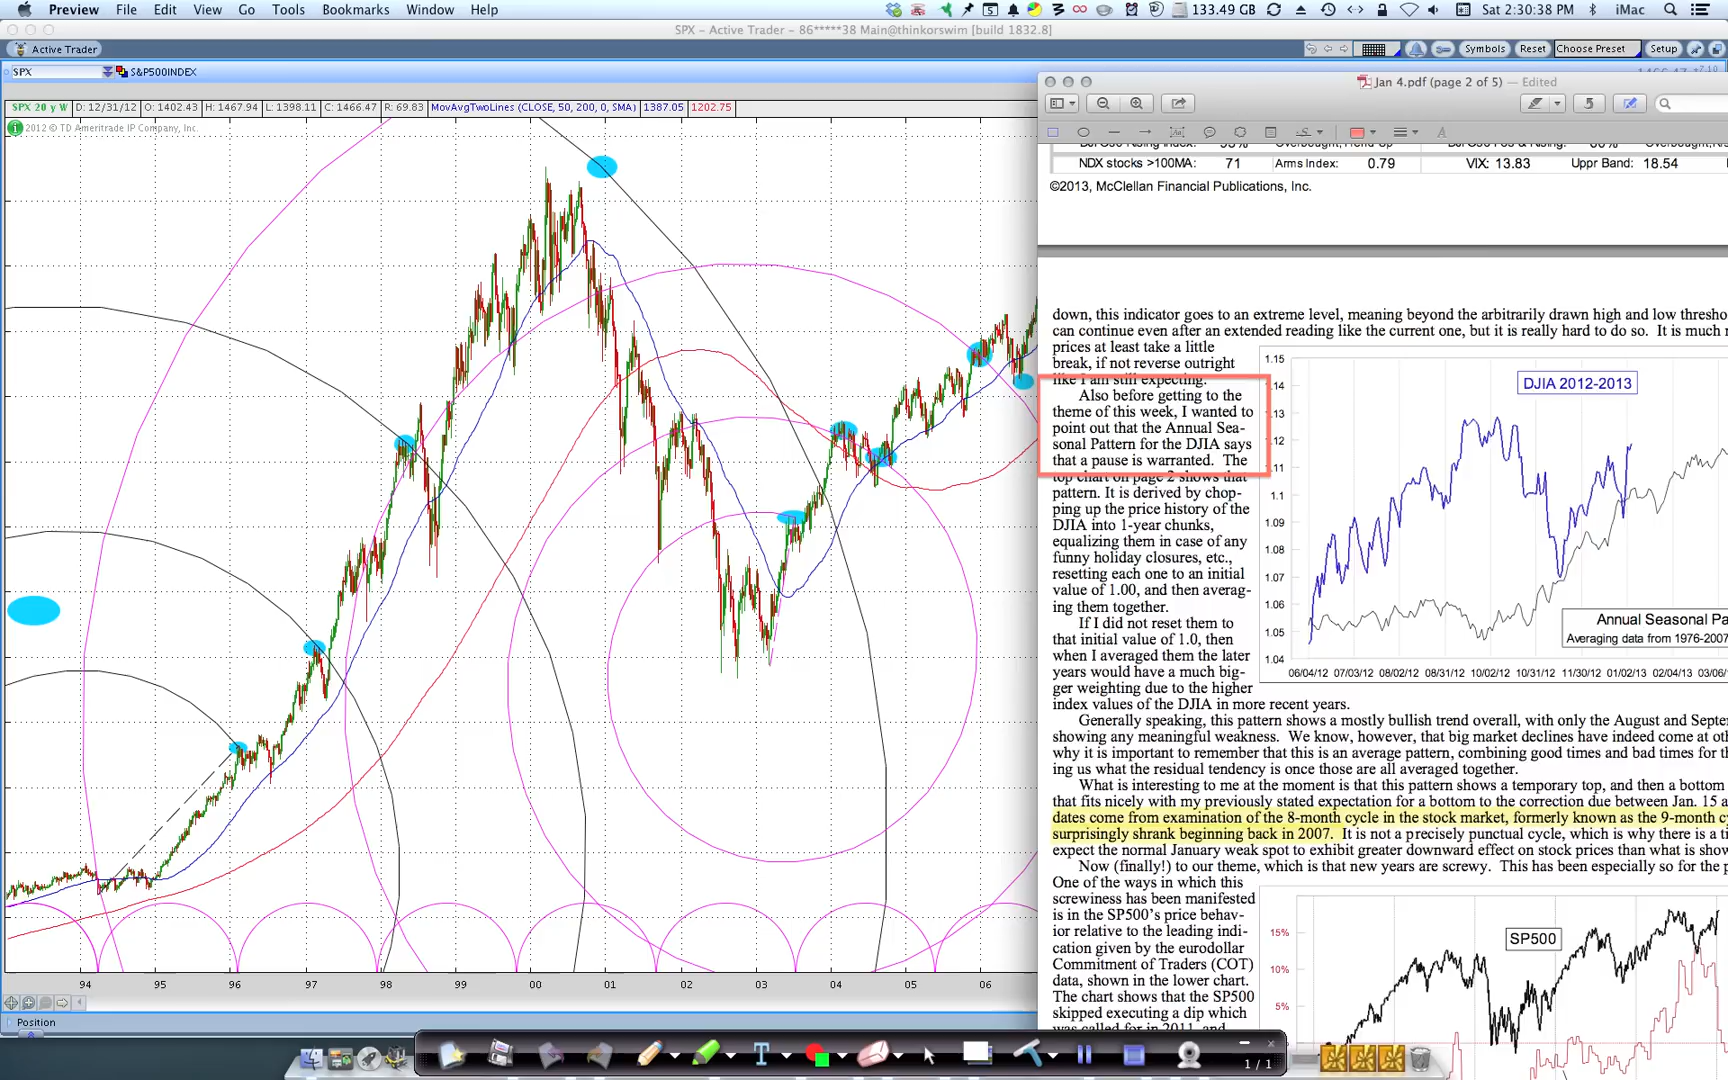 Preview File Edit View Go Tools Bookmarks Window Help
133.49 GB
Sat 2:30:38 PM
iMac
SPX - Active Trader - 86*****38 Main@thinkorswim [build 1832.8]
Active Trader
Symbols Reset Choose Preset Setup
SPX
S&P500INDEX
SPX 20 y W D: 12/31/12 O: 1402.43 H: 1467.94 L: 1398.11 C: 1466.47 R: 69.83 MovAvgTwoLines (CLOSE, 50, 200, 0, SMA) 1387.05 1202.75
2012 © TD Ameritrade IP Company, Inc.
94 95 96 97 98 99 00 01 02 03 04 05 06
Position
Jan 4.pdf (page 2 of 5) — Edited
NDX stocks >100MA: 71 Arms Index: 0.79 VIX: 13.83 Uppr Band: 18.54
©2013, McClellan Financial Publications, Inc.
down, this indicator goes to an extreme level, meaning beyond the arbitrarily drawn high and low thresho
can continue even after an extended reading like the current one, but it is really hard to do so. It is much
prices at least take a little
break, if not reverse outright
like I am still expecting.
Also before getting to the
theme of this week, I wanted to
point out that the Annual Sea-
sonal Pattern for the DJIA says
that a pause is warranted. The
top chart on page 2 shows that
pattern. It is derived by chop-
ping up the price history of the
DJIA into 1-year chunks,
equalizing them in case of any
funny holiday closures, etc.,
resetting each one to an initial
value of 1.00, and then averag-
ing them together.
If I did not reset them to
that initial value of 1.0, then
when I averaged them the later
years would have a much big-
ger weighting due to the higher
index values of the DJIA in more recent years.
1.15
1.14
1.13
1.12
1.11
1.1
1.09
1.08
1.07
1.06
1.05
1.04
DJIA 2012-2013
Annual Seasonal Pa
Averaging data from 1976-2007
06/04/12 07/03/12 08/02/12 08/31/12 10/02/12 10/31/12 11/30/12 01/02/13 02/04/13 03/06/
Generally speaking, this pattern shows a mostly bullish trend overall, with only the August and Septe
showing any meaningful weakness. We know, however, that big market declines have indeed come at oth
why it is important to remember that this is an average pattern, combining good times and bad times for th
ing us what the residual tendency is once those are all averaged together.
What is interesting to me at the moment is that this pattern shows a temporary top, and then a bottom
that fits nicely with my previously stated expectation for a bottom to the correction due between Jan. 15 a
dates come from examination of the 8-month cycle in the stock market, formerly known as the 9-month cy
surprisingly shrank beginning back in 2007. It is not a precisely punctual cycle, which is why there is a ti
expect the normal January weak spot to exhibit greater downward effect on stock prices than what is show
Now (finally!) to our theme, which is that new years are screwy. This has been especially so for the p
One of the ways in which this
screwiness has been manifested
is in the SP500's price behav-
ior relative to the leading indi-
cation given by the eurodollar
Commitment of Traders (COT)
data, shown in the lower chart.
The chart shows that the SP500
skipped executing a dip which
was called for in 2011, and
15%
10%
5%
0%
SP500
1 / 1